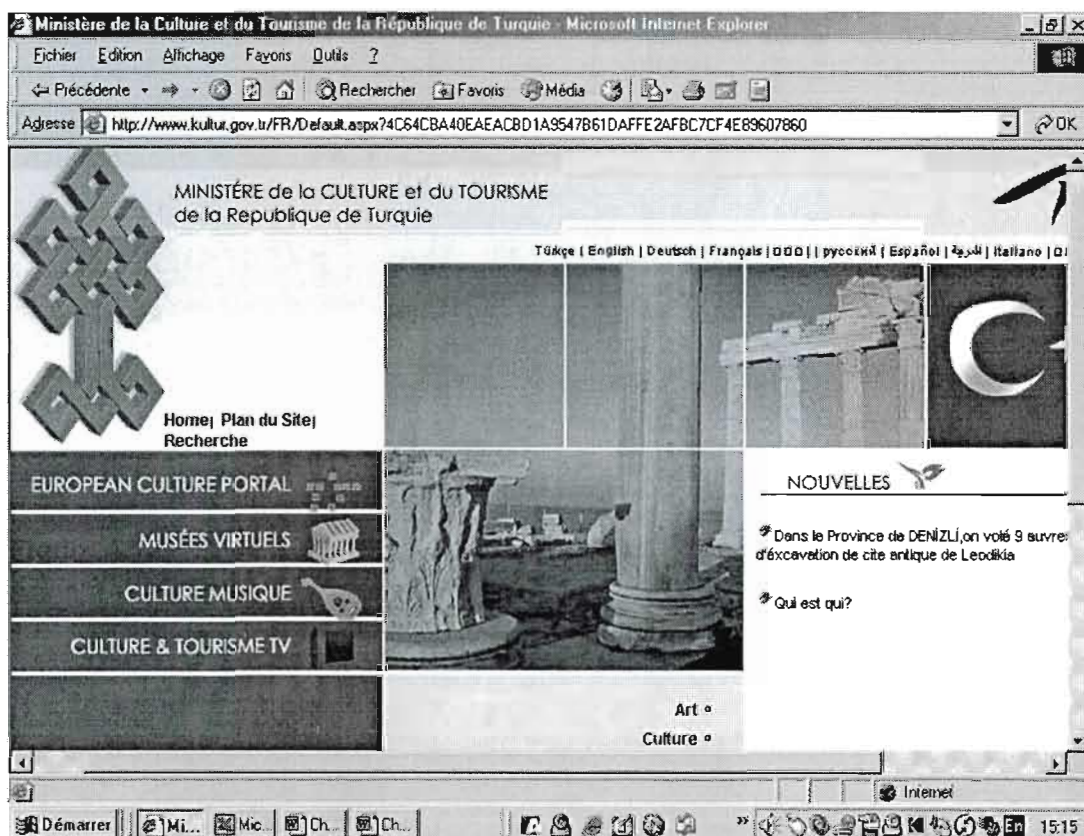 Ministère de la Culture et du Tourisme de la République de Turquie - Microsoft Internet Explorer
Fichier Edition Affichage Favoris Outils ?
Précédente Rechercher Favoris Média
Adresse http://www.kultur.gov.tr/FR/Default.aspx?4C64CBA40EAEACBD1A9547B61DAFFE2AFBC7CF4E89607860 OK
MINISTÉRE de la CULTURE et du TOURISME
de la Republique de Turquie
Türkçe | English | Deutsch | Français | | русский | Español | العربية | Italiano |
Home| Plan du Site|
Recherche
EUROPEAN CULTURE PORTAL
MUSÉES VIRTUELS
CULTURE MUSIQUE
CULTURE & TOURISME TV
NOUVELLES
Dans le Province de DENİZLİ,on voté 9 euvre
d'éxcavation de cite antique de Leodikia
Qui est qui?
Art
Culture
Internet
Démarrer Mi... Mic... Ch... Ch... » En 15:15